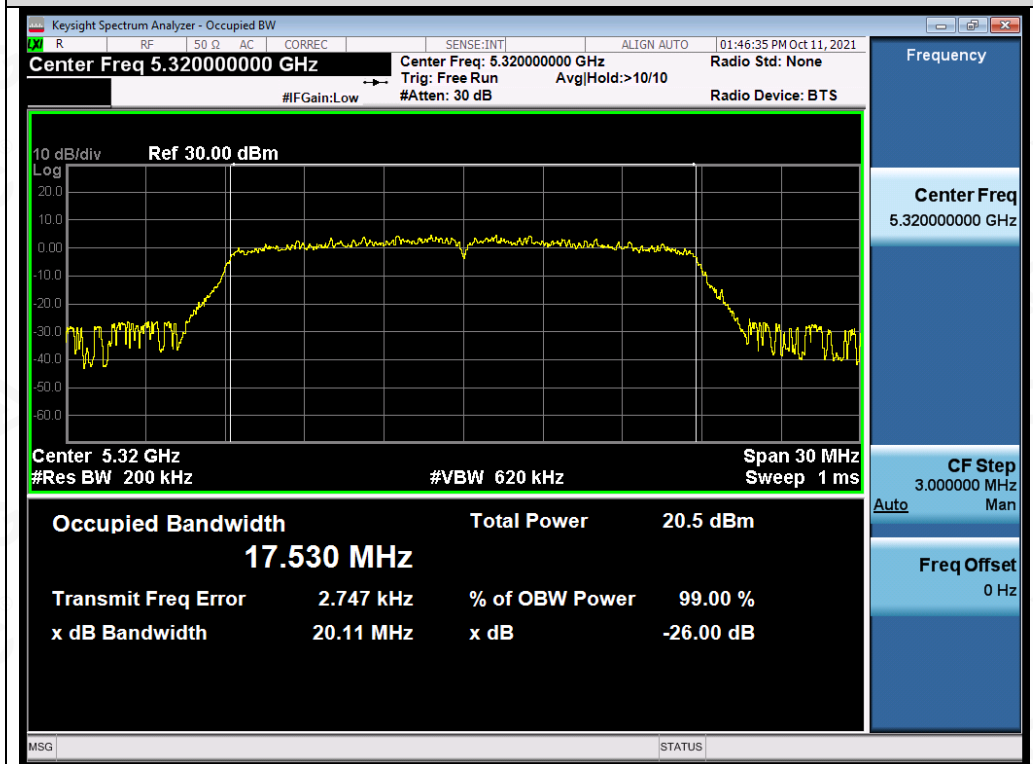 Keysight Spectrum Analyzer - Occupied BW
LXI R RF 50 Ω AC CORREC SENSE:INT ALIGN AUTO 01:46:35 PM Oct 11, 2021
Center Freq 5.320000000 GHz
Center Freq: 5.320000000 GHz
Radio Std: None
Trig: Free Run Avg|Hold:>10/10
#IFGain:Low
#Atten: 30 dB
Radio Device: BTS
Frequency
10 dB/div Ref 30.00 dBm
Log
20.0
10.0
0.00
-10.0
-20.0
-30.0
-40.0
-50.0
-60.0
Center 5.32 GHz Span 30 MHz
#Res BW 200 kHz #VBW 620 kHz Sweep 1 ms
Center Freq
5.320000000 GHz
CF Step
3.000000 MHz
Auto Man
Freq Offset
0 Hz
Occupied Bandwidth Total Power 20.5 dBm
17.530 MHz
Transmit Freq Error 2.747 kHz % of OBW Power 99.00 %
x dB Bandwidth 20.11 MHz x dB -26.00 dB
MSG STATUS